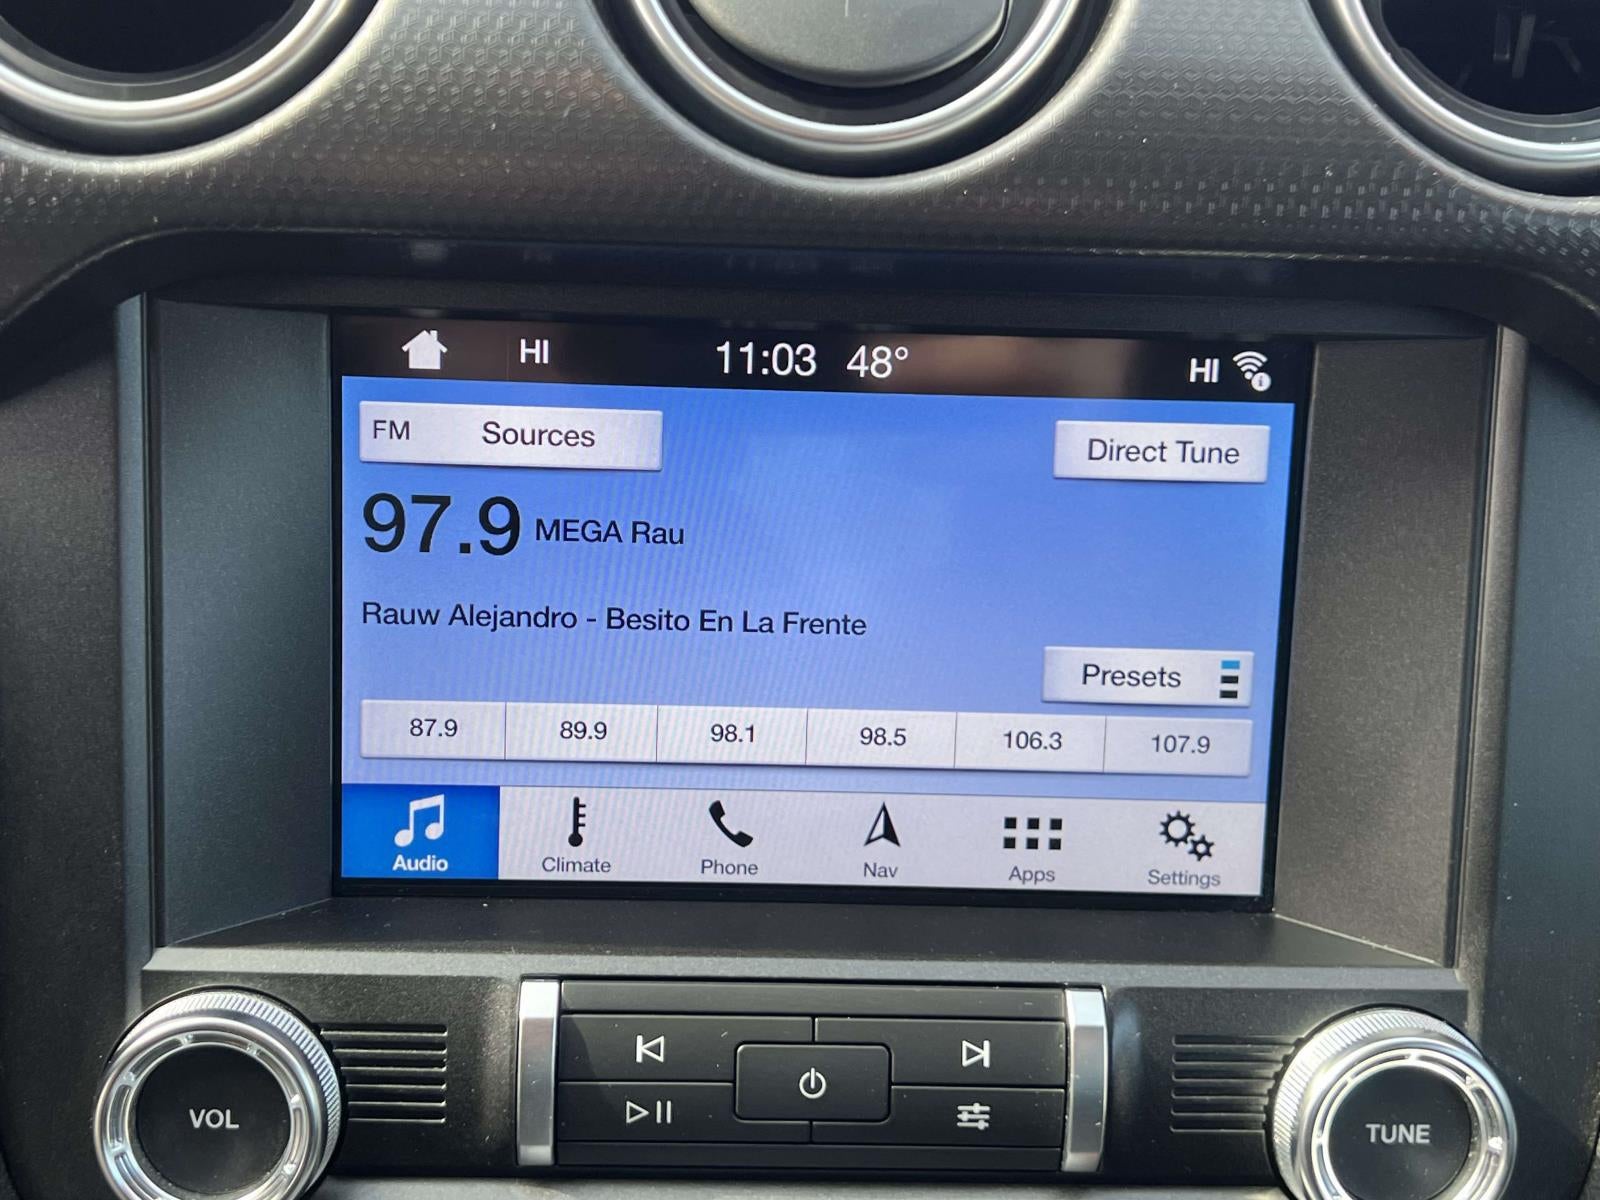 HI 11:03 48° HI
FM Sources
Direct Tune
97.9 MEGA Rau
Rauw Alejandro - Besito En La Frente
Presets
87.9 89.9 98.1 98.5 106.3 107.9
Audio Climate Phone Nav Apps Settings
VOL
TUNE